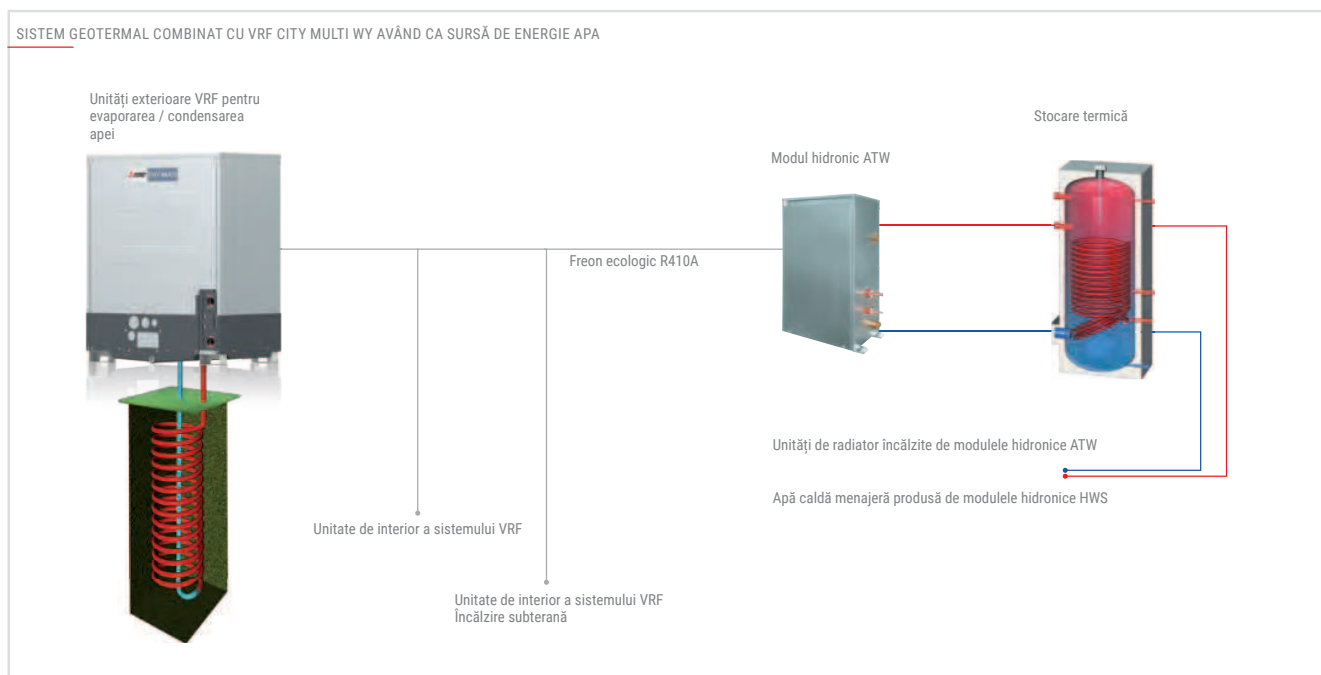 SISTEM GEOTERMAL COMBINAT CU VRF CITY MULTI WY AVÂND CA SURSĂ DE ENERGIE APA
Unități exterioare VRF pentru
evaporarea / condensarea
apei
Stocare termică
Modul hidronic ATW
Freon ecologic R410A
Unități de radiator încălzite de modulele hidronice ATW
Apă caldă menajeră produsă de modulele hidronice HWS
Unitate de interior a sistemului VRF
Unitate de interior a sistemului VRF
Încălzire subterană